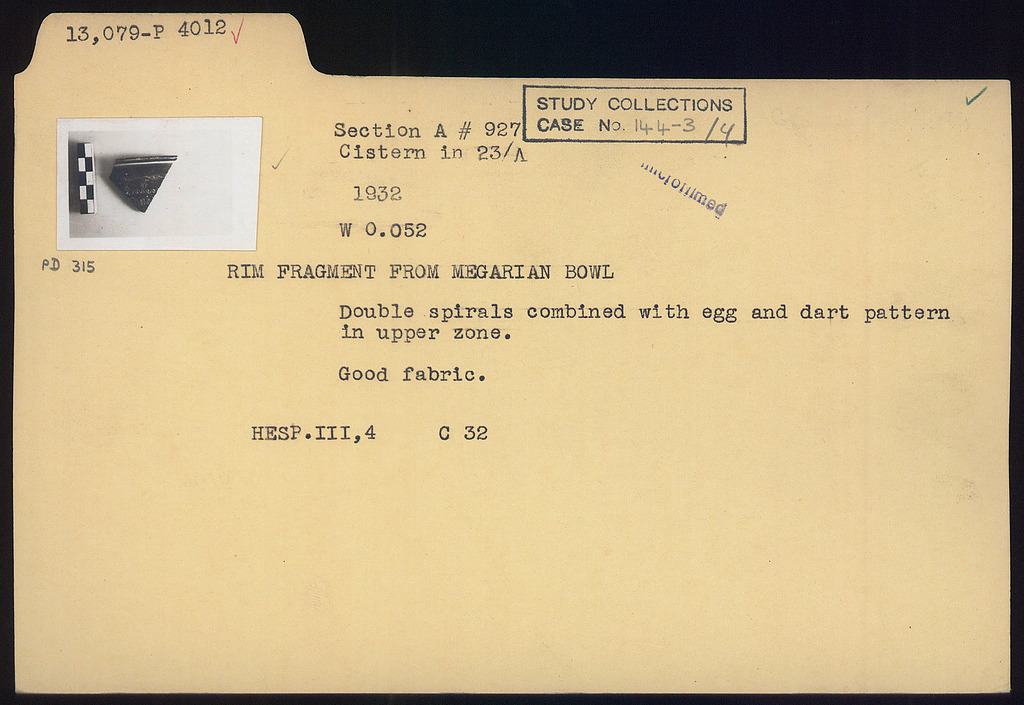 13,079-P 4012
STUDY COLLECTIONS
CASE No. 144-3/4
Section A # 927
Cistern in 23/Λ
microfilmed
1932
W 0.052
PD 315
RIM FRAGMENT FROM MEGARIAN BOWL
Double spirals combined with egg and dart pattern
in upper zone.
Good fabric.
HESP.III,4 C 32